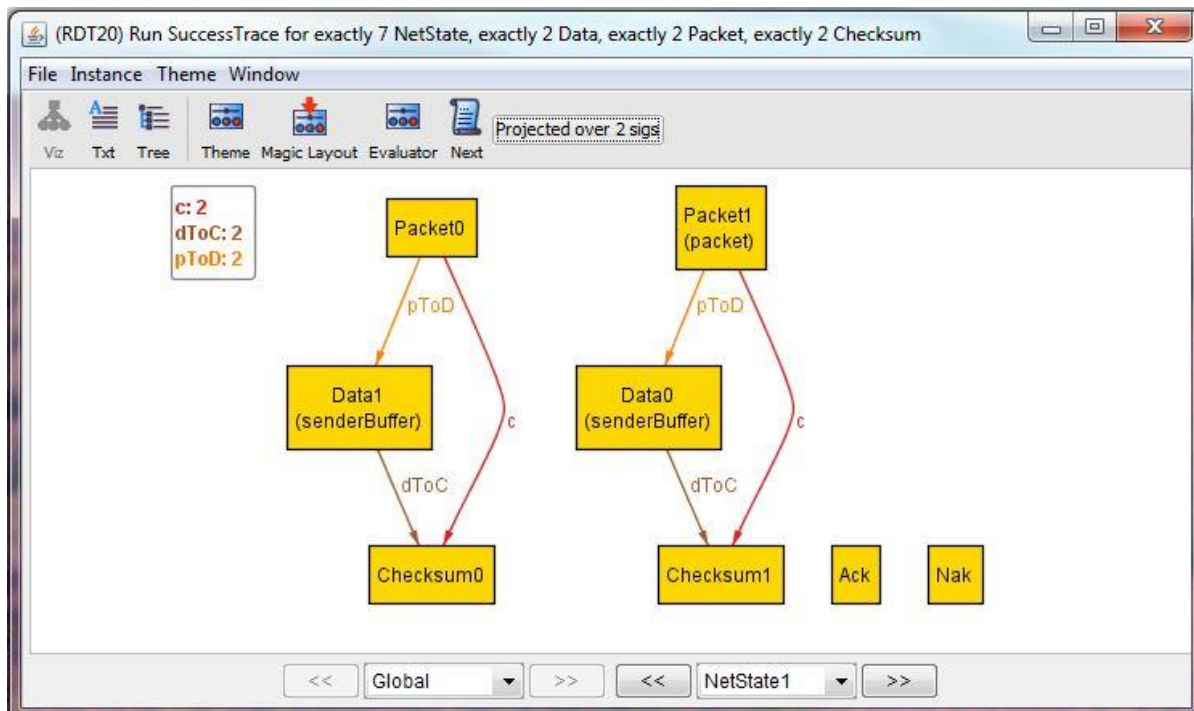 (RDT20) Run SuccessTrace for exactly 7 NetState, exactly 2 Data, exactly 2 Packet, exactly 2 Checksum
File Instance Theme Window
Viz Txt Tree Theme Magic Layout Evaluator Next Projected over 2 sigs
c: 2
dToC: 2
pToD: 2
Packet0
Packet1
(packet)
pToD
pToD
Data1
(senderBuffer)
Data0
(senderBuffer)
c
c
dToC
dToC
Checksum0
Checksum1
Ack
Nak
<< Global >> << NetState1 >>